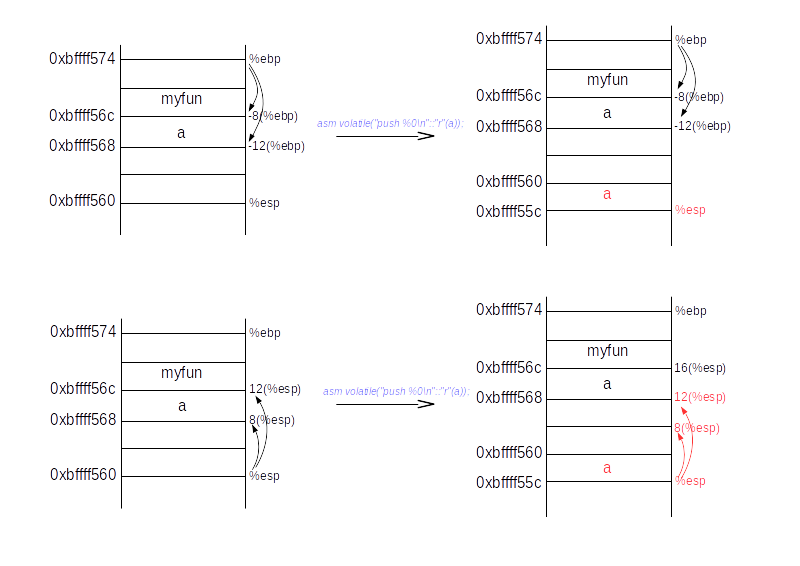 0xbffff574 %ebp
myfun
0xbffff56c -8(%ebp)
a
0xbffff568 -12(%ebp)
0xbffff560 %esp
asm volatile("push %0\n"::"r"(a));
0xbffff574 %ebp
myfun
0xbffff56c -8(%ebp)
a
0xbffff568 -12(%ebp)
0xbffff560
a
0xbffff55c %esp
0xbffff574 %ebp
myfun
0xbffff56c 12(%esp)
a
0xbffff568 8(%esp)
0xbffff560 %esp
asm volatile("push %0\n"::"r"(a));
0xbffff574 %ebp
myfun
0xbffff56c 16(%esp)
a
0xbffff568 12(%esp)
8(%esp)
0xbffff560
a
0xbffff55c %esp